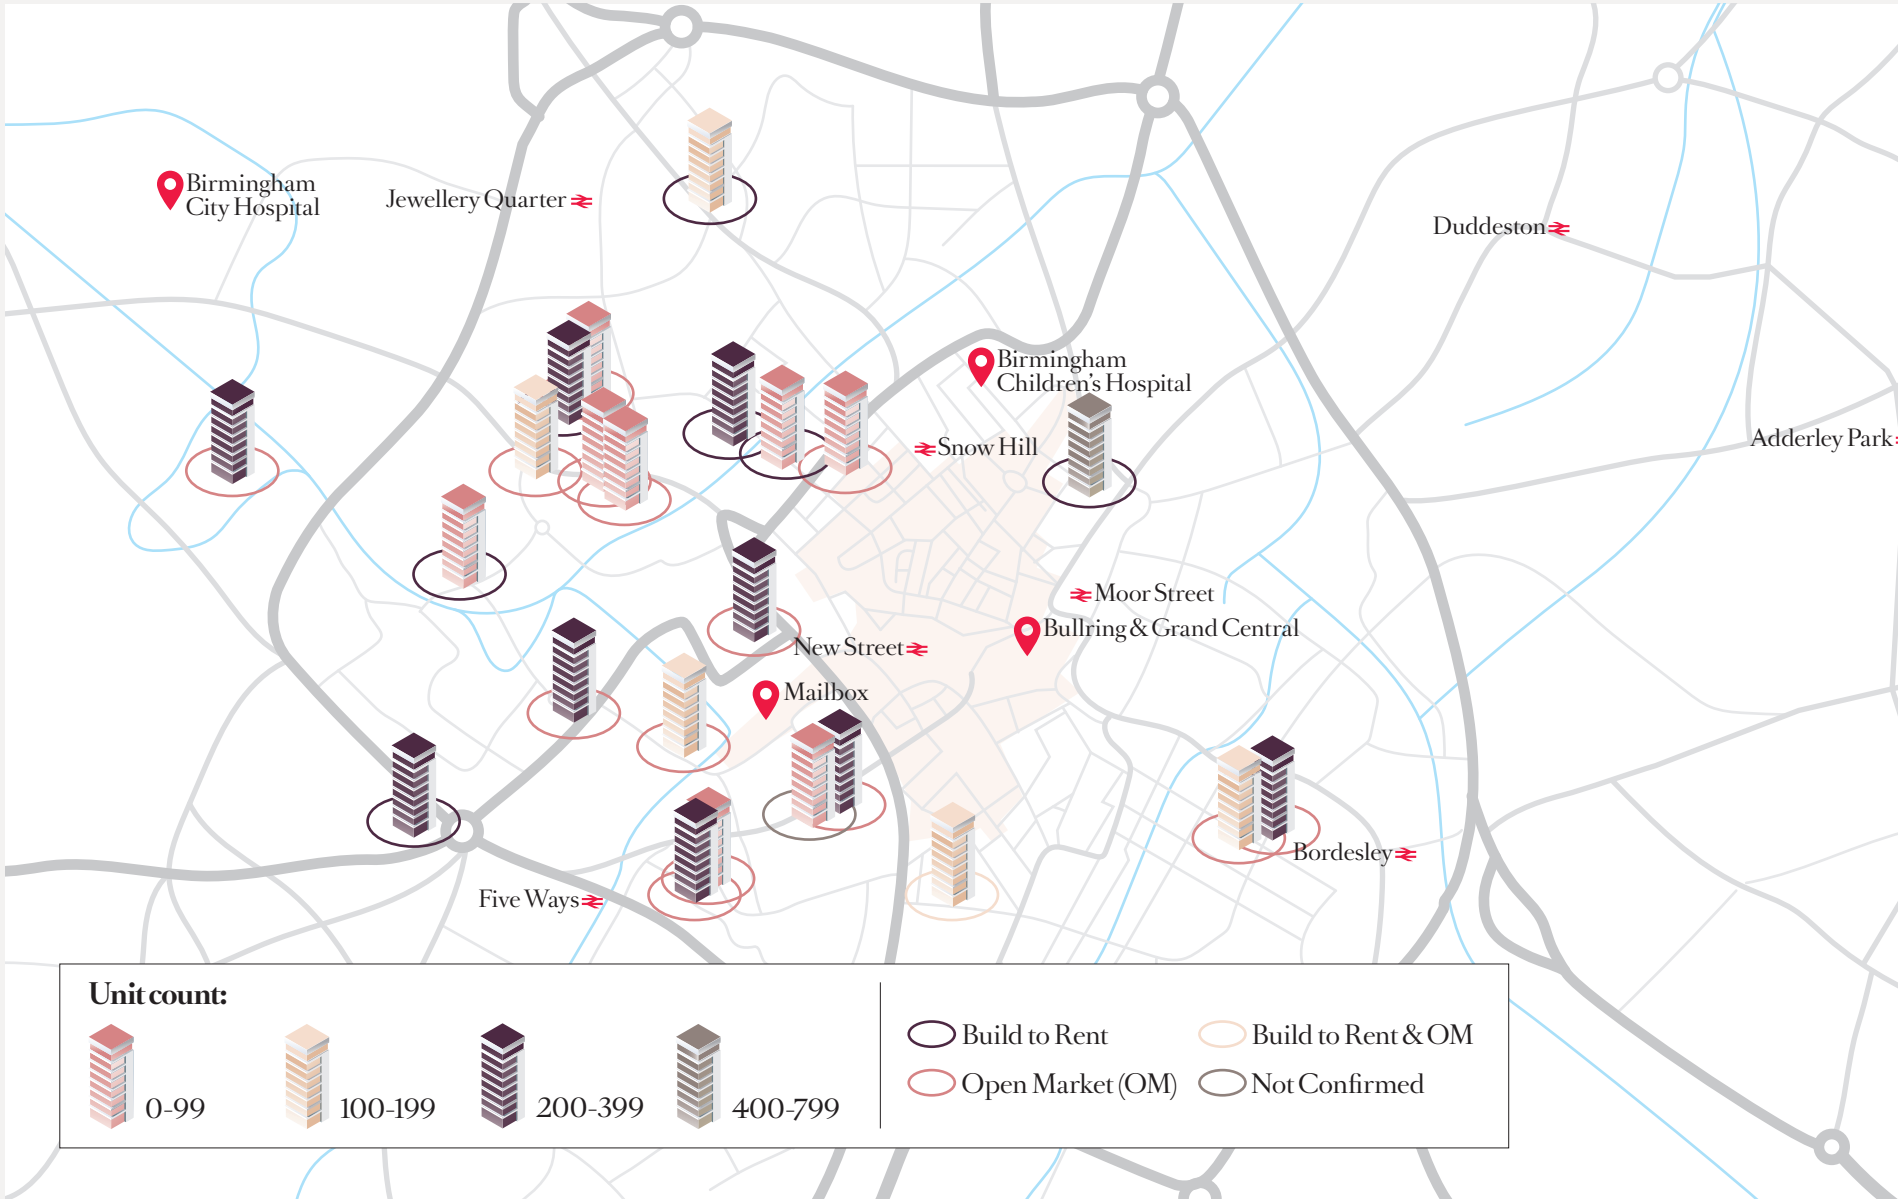 Birmingham
City Hospital
Jewellery Quarter
Duddeston
Birmingham
Children's Hospital
Adderley Park
Snow Hill
Moor Street
Bullring & Grand Central
New Street
Mailbox
Bordesley
Five Ways
Unit count:
0-99
100-199
200-399
400-799
Build to Rent
Build to Rent & OM
Open Market (OM)
Not Confirmed